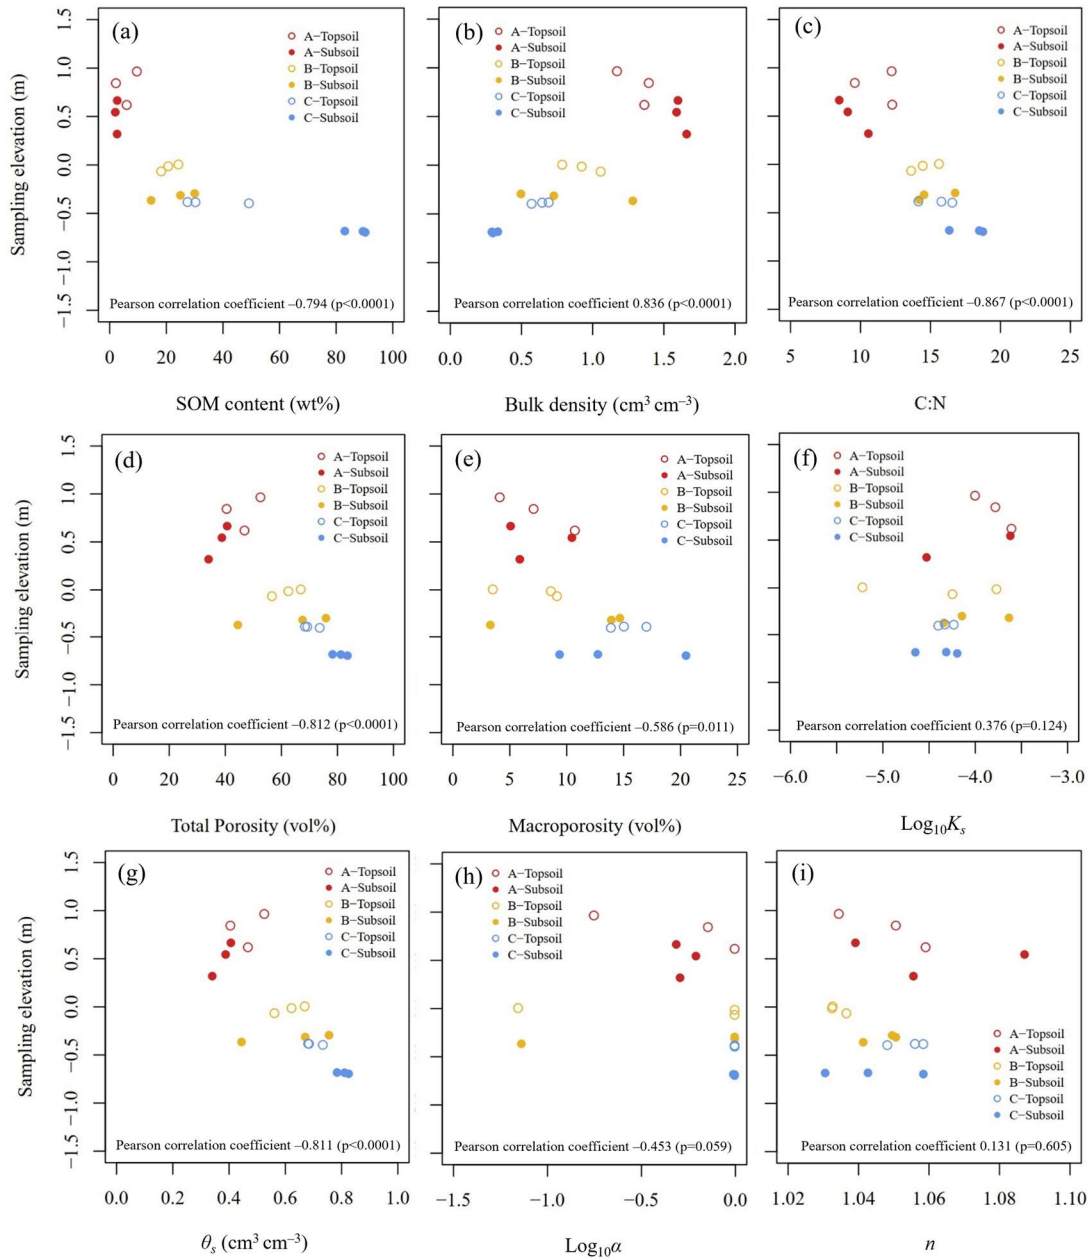 (a)
A−Topsoil
A−Subsoil
B−Topsoil
B−Subsoil
C−Topsoil
C−Subsoil
Sampling elevation (m)
1.5
1.0
0.5
0.0
−0.5
−1.0
−1.5
Pearson correlation coefficient −0.794 (p<0.0001)
0 20 40 60 80 100
SOM content (wt%)
(b)
A−Topsoil
A−Subsoil
B−Topsoil
B−Subsoil
C−Topsoil
C−Subsoil
Pearson correlation coefficient 0.836 (p<0.0001)
0.0 0.5 1.0 1.5 2.0
Bulk density (cm³ cm⁻³)
(c)
A−Topsoil
A−Subsoil
B−Topsoil
B−Subsoil
C−Topsoil
C−Subsoil
Pearson correlation coefficient −0.867 (p<0.0001)
5 10 15 20 25
C:N
(d)
A−Topsoil
A−Subsoil
B−Topsoil
B−Subsoil
C−Topsoil
C−Subsoil
Sampling elevation (m)
1.5
1.0
0.5
0.0
−0.5
−1.0
−1.5
Pearson correlation coefficient −0.812 (p<0.0001)
0 20 40 60 80 100
Total Porosity (vol%)
(e)
A−Topsoil
A−Subsoil
B−Topsoil
B−Subsoil
C−Topsoil
C−Subsoil
Pearson correlation coefficient −0.586 (p=0.011)
0 5 10 15 20 25
Macroporosity (vol%)
(f)
A−Topsoil
A−Subsoil
B−Topsoil
B−Subsoil
C−Topsoil
C−Subsoil
Pearson correlation coefficient 0.376 (p=0.124)
−6.0 −5.0 −4.0 −3.0
Log₁₀Kₛ
(g)
A−Topsoil
A−Subsoil
B−Topsoil
B−Subsoil
C−Topsoil
C−Subsoil
Sampling elevation (m)
1.5
1.0
0.5
0.0
−0.5
−1.0
−1.5
Pearson correlation coefficient −0.811 (p<0.0001)
0.0 0.2 0.4 0.6 0.8 1.0
θₛ (cm³ cm⁻³)
(h)
A−Topsoil
A−Subsoil
B−Topsoil
B−Subsoil
C−Topsoil
C−Subsoil
Pearson correlation coefficient −0.453 (p=0.059)
−1.5 −1.0 −0.5 0.0
Log₁₀α
(i)
A−Topsoil
A−Subsoil
B−Topsoil
B−Subsoil
C−Topsoil
C−Subsoil
Pearson correlation coefficient 0.131 (p=0.605)
1.02 1.04 1.06 1.08 1.10
n